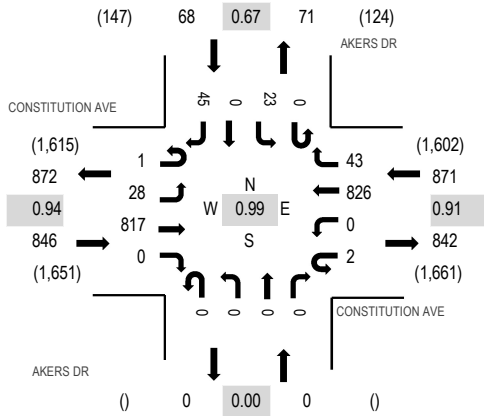 (147) 68 0.67 71 (124)
AKERS DR
CONSTITUTION AVE
45 0 23 0
(1,615) (1,602)
872 1 43 871
28 N 826
0.94 W 0.99 E 0.91
817 0
846 S 842
0 2
(1,651) (1,661)
0 0 0 0
CONSTITUTION AVE
AKERS DR
() 0 0.00 0 ()